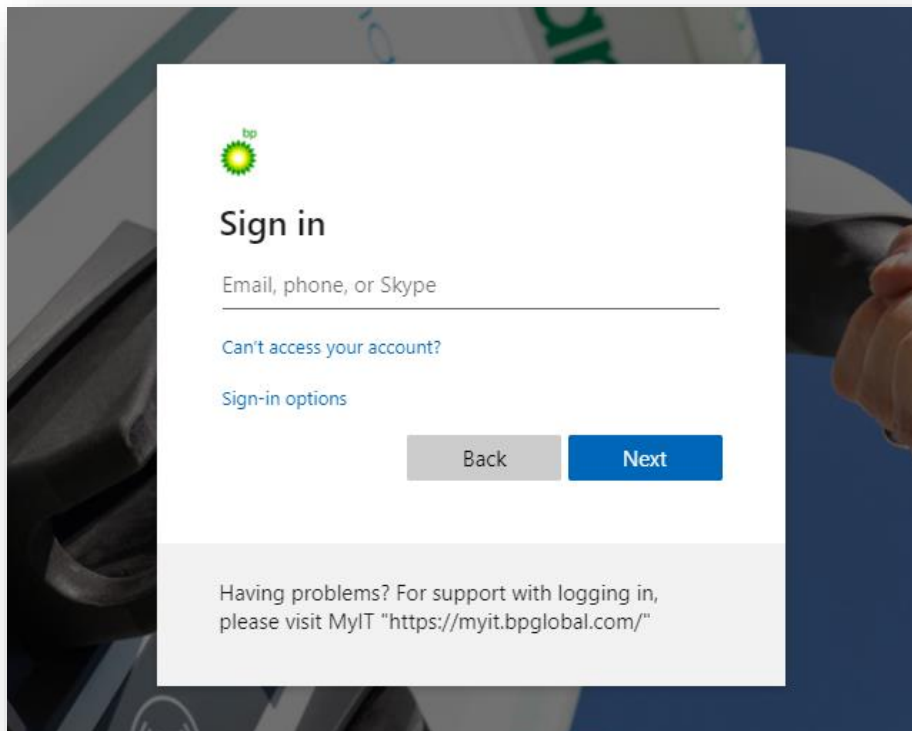 bp
Sign in
Email, phone, or Skype
Can't access your account?
Sign-in options
Back Next
Having problems? For support with logging in,
please visit MyIT "https://myit.bpglobal.com/"